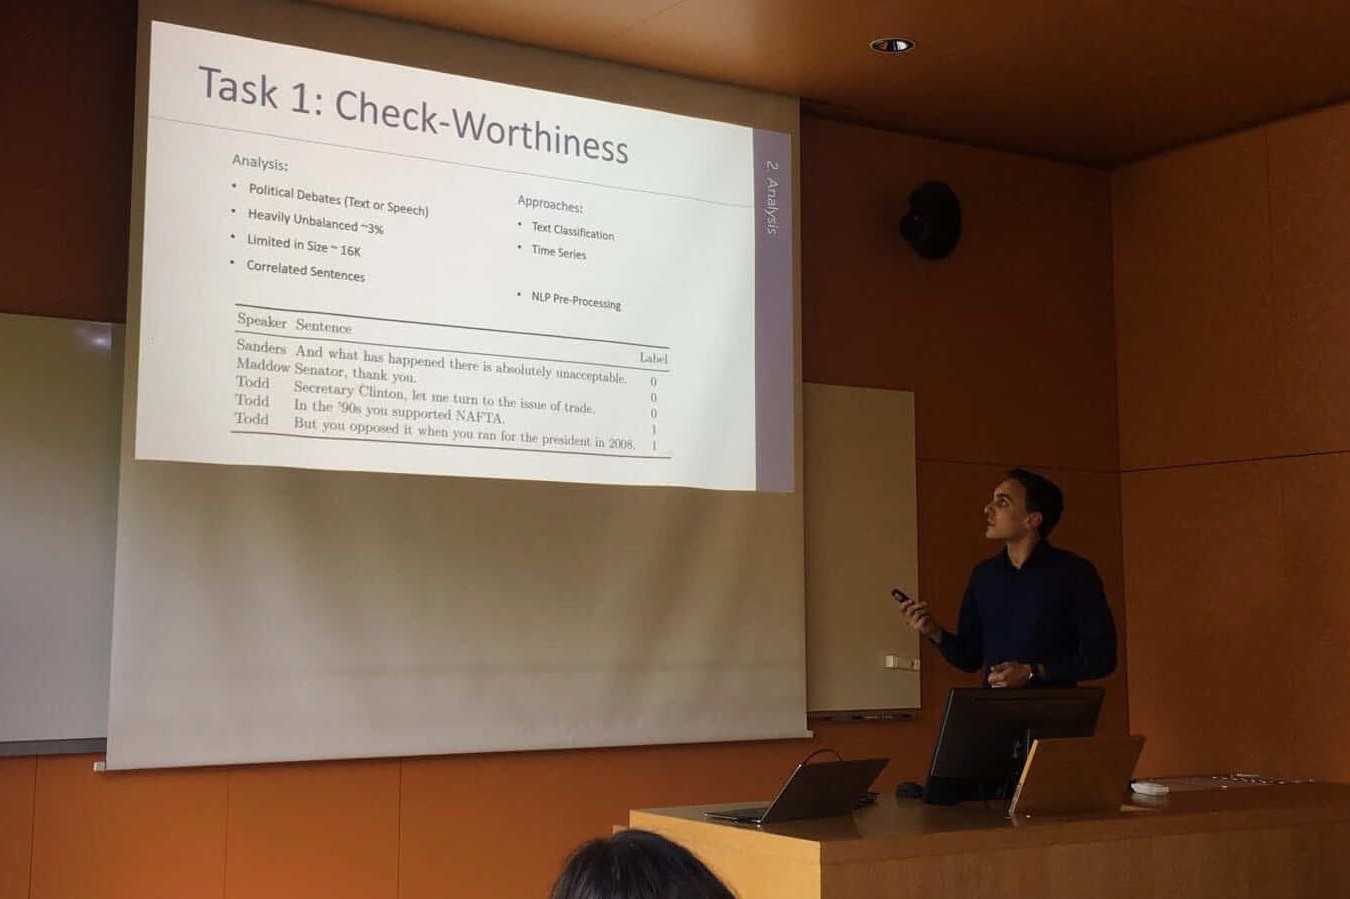 Task 1: Check-Worthiness
2. Analysis
Analysis:
• Political Debates (Text or Speech)
• Heavily Unbalanced ~3%
• Limited in Size ~ 16K
• Correlated Sentences
Approaches:
• Text Classification
• Time Series
• NLP Pre-Processing
Speaker Sentence Label
Sanders And what has happened there is absolutely unacceptable. 0
Maddow Senator, thank you. 0
Todd Secretary Clinton, let me turn to the issue of trade. 0
Todd In the '90s you supported NAFTA. 1
Todd But you opposed it when you ran for the president in 2008. 1